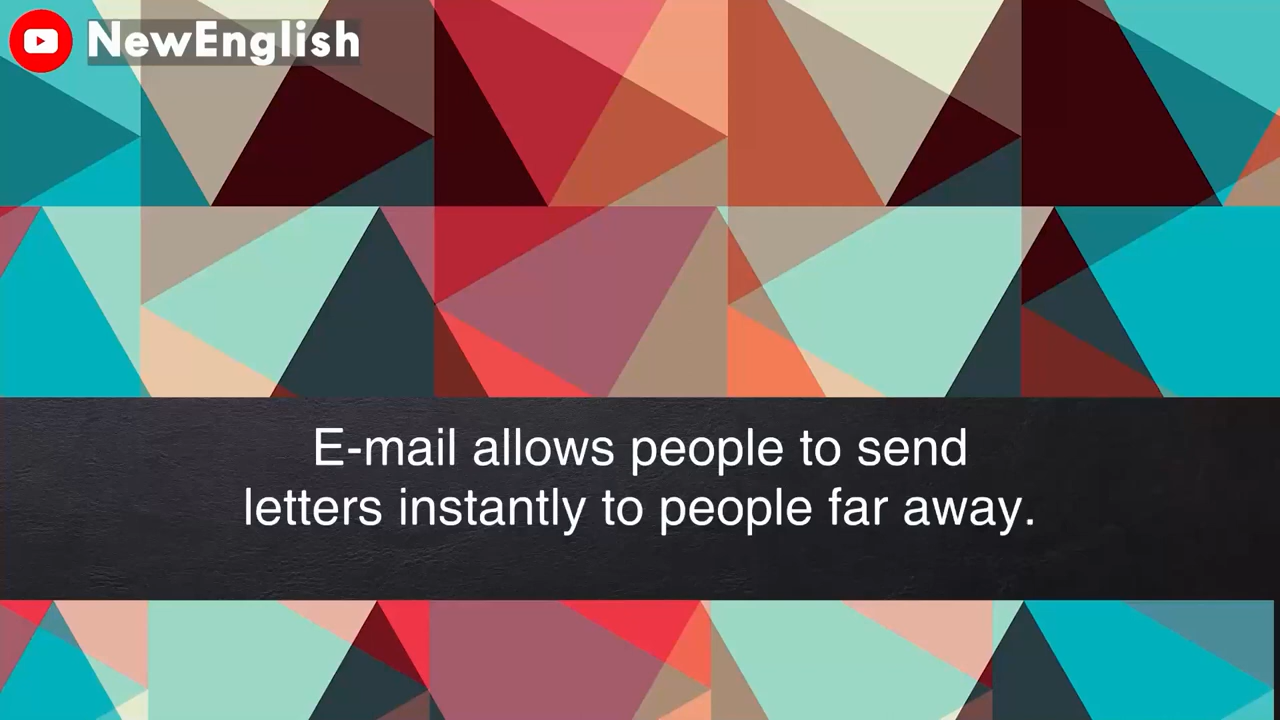 NewEnglish
E-mail allows people to send
letters instantly to people far away.